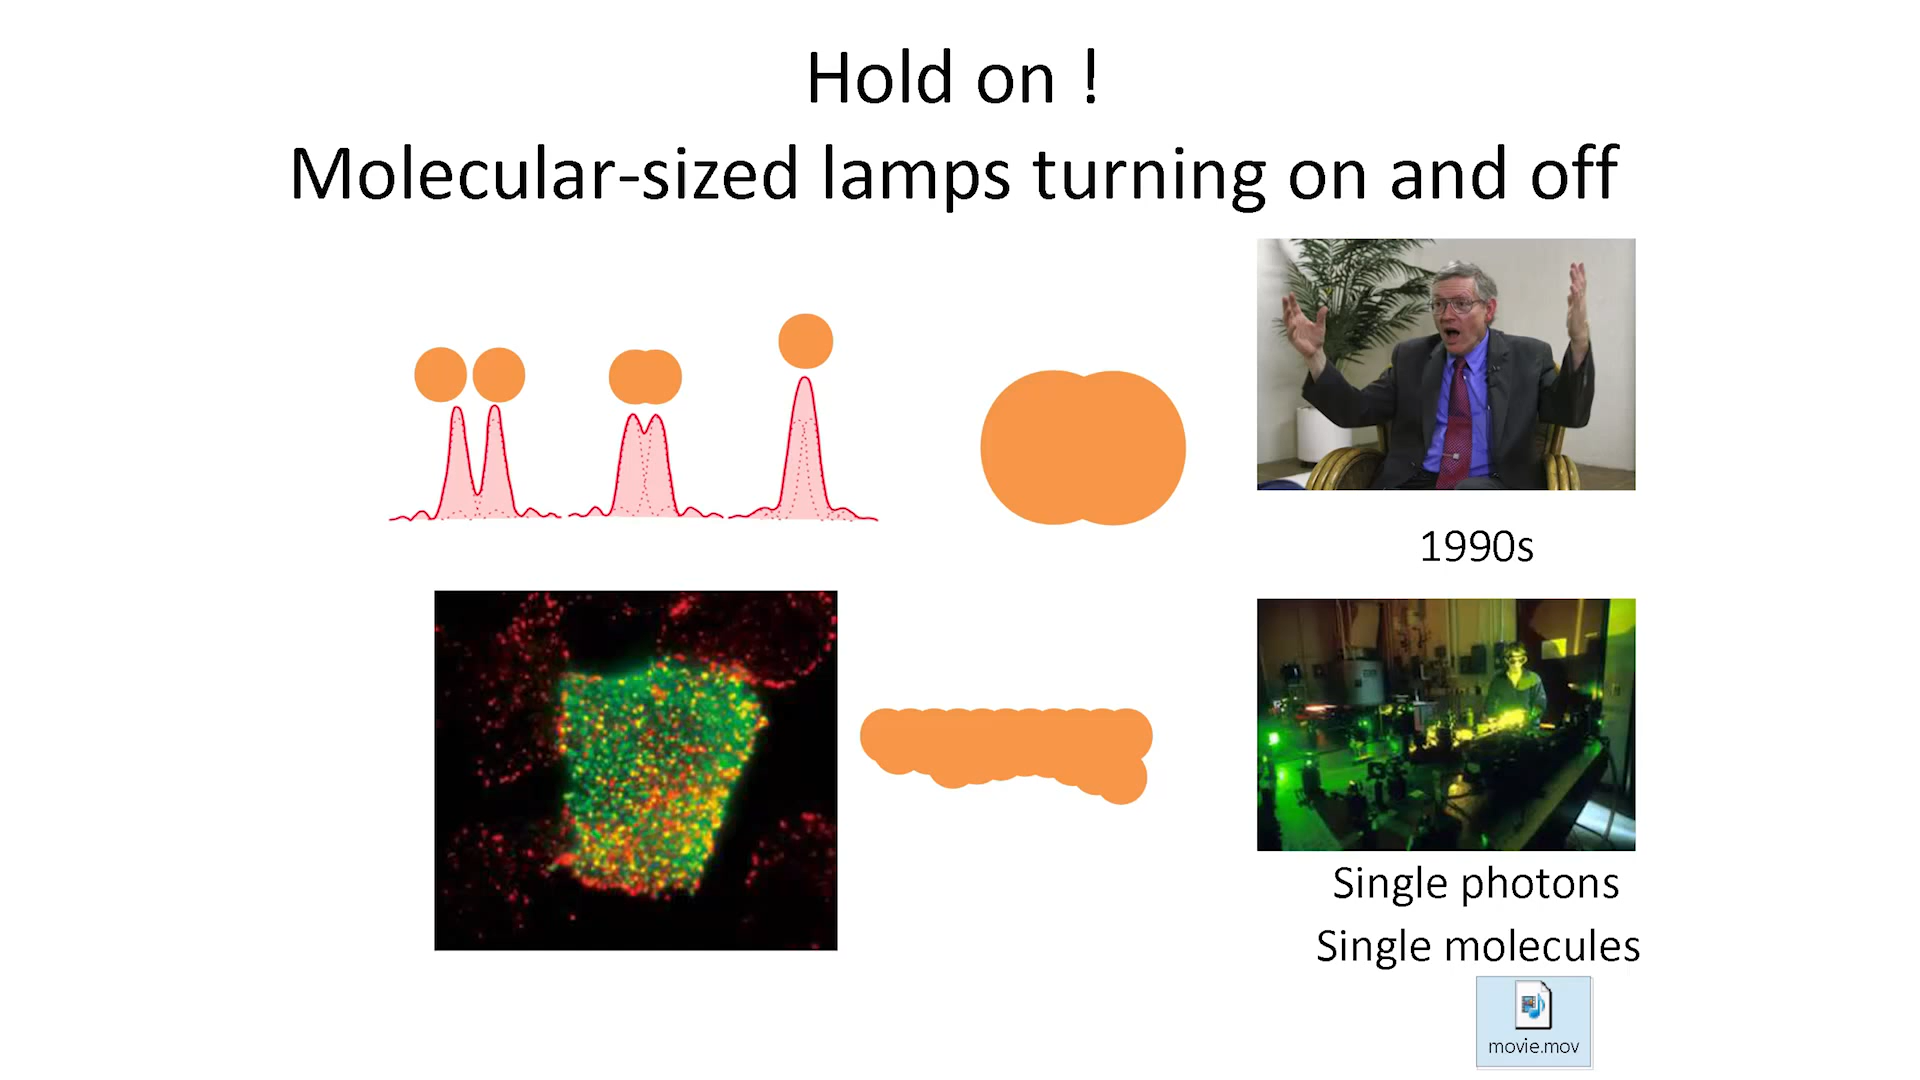 Hold on !
Molecular-sized lamps turning on and off
1990s
Single photons
Single molecules
movie.mov